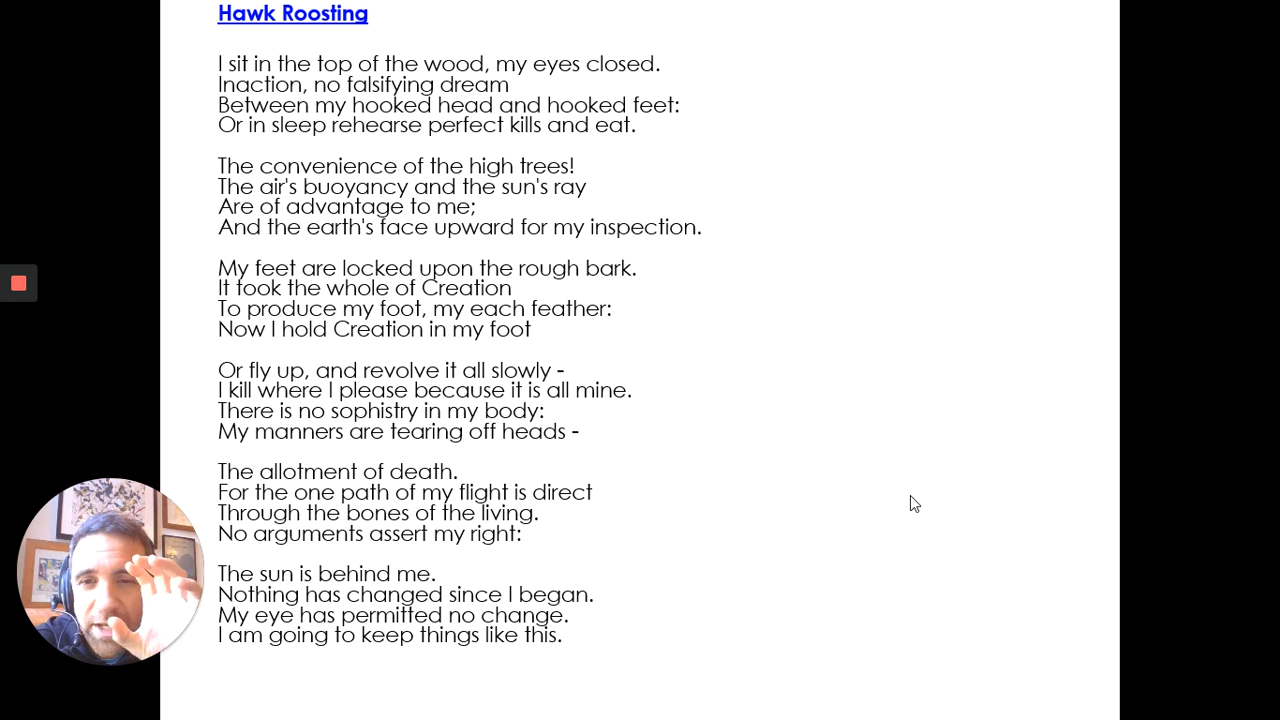 Hawk Roosting
I sit in the top of the wood, my eyes closed.
Inaction, no falsifying dream
Between my hooked head and hooked feet:
Or in sleep rehearse perfect kills and eat.
The convenience of the high trees!
The air's buoyancy and the sun's ray
Are of advantage to me;
And the earth's face upward for my inspection.
My feet are locked upon the rough bark.
It took the whole of Creation
To produce my foot, my each feather:
Now I hold Creation in my foot
Or fly up, and revolve it all slowly -
I kill where I please because it is all mine.
There is no sophistry in my body:
My manners are tearing off heads -
The allotment of death.
For the one path of my flight is direct
Through the bones of the living.
No arguments assert my right:
The sun is behind me.
Nothing has changed since I began.
My eye has permitted no change.
I am going to keep things like this.